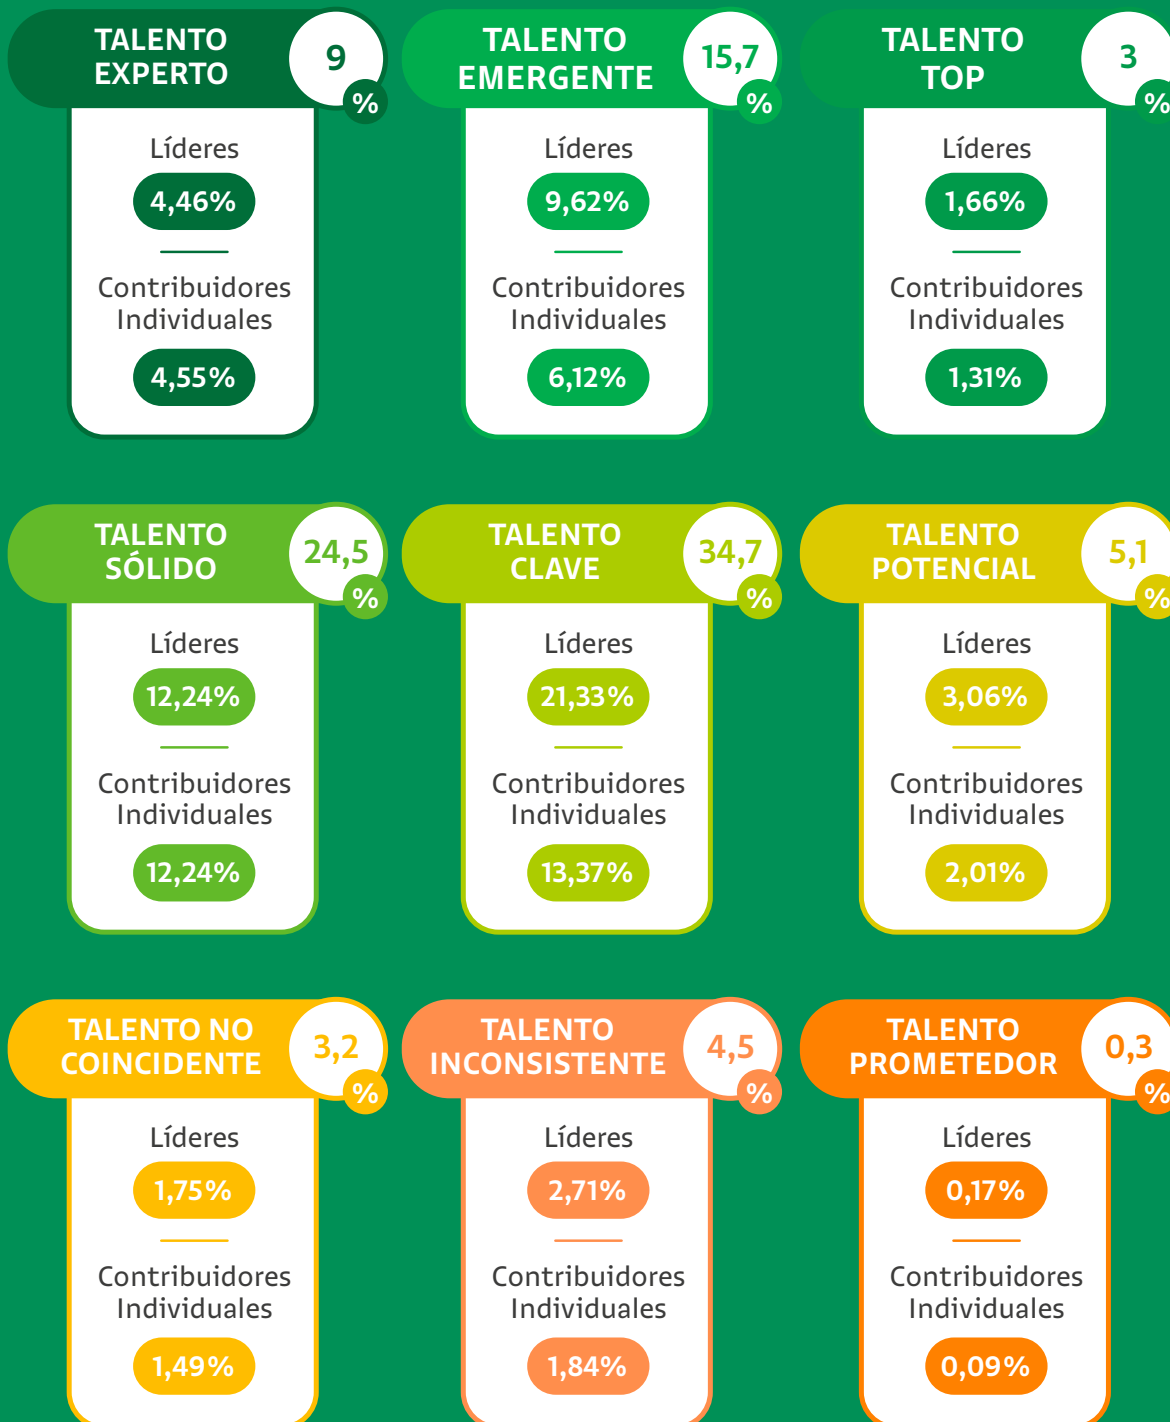 TALENTO
EXPERTO
9
%
Líderes
4,46%
Contribuidores
Individuales
4,55%
TALENTO
EMERGENTE
15,7
%
Líderes
9,62%
Contribuidores
Individuales
6,12%
TALENTO
TOP
3
%
Líderes
1,66%
Contribuidores
Individuales
1,31%
TALENTO
SÓLIDO
24,5
%
Líderes
12,24%
Contribuidores
Individuales
12,24%
TALENTO
CLAVE
34,7
%
Líderes
21,33%
Contribuidores
Individuales
13,37%
TALENTO
POTENCIAL
5,1
%
Líderes
3,06%
Contribuidores
Individuales
2,01%
TALENTO NO
COINCIDENTE
3,2
%
Líderes
1,75%
Contribuidores
Individuales
1,49%
TALENTO
INCONSISTENTE
4,5
%
Líderes
2,71%
Contribuidores
Individuales
1,84%
TALENTO
PROMETEDOR
0,3
%
Líderes
0,17%
Contribuidores
Individuales
0,09%